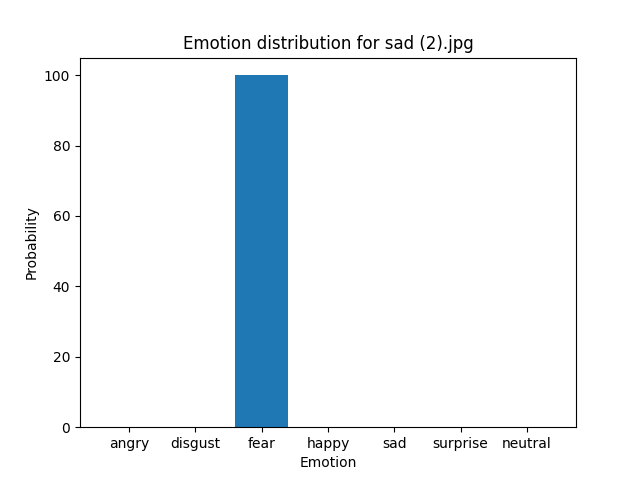 Emotion distribution for sad (2).jpg
100
80
60
40
20
0
Probability
angry disgust fear happy sad surprise neutral
Emotion